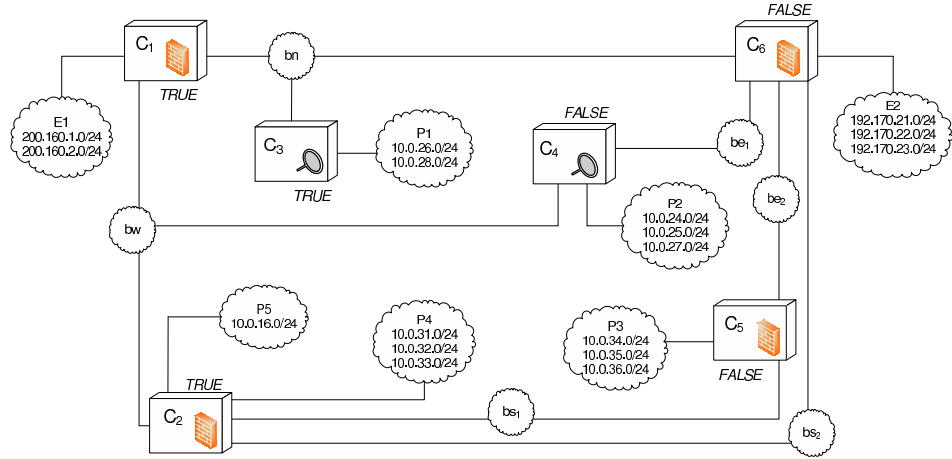 FALSE
C1
bn
C6
TRUE
E1
200.160.1.0/24
200.160.2.0/24
E2
192.170.21.0/24
192.170.22.0/24
192.170.23.0/24
FALSE
C3
P1
10.0.26.0/24
10.0.28.0/24
C4
be1
TRUE
be2
bw
P2
10.0.24.0/24
10.0.25.0/24
10.0.27.0/24
P5
10.0.16.0/24
P4
10.0.31.0/24
10.0.32.0/24
10.0.33.0/24
P3
10.0.34.0/24
10.0.35.0/24
10.0.36.0/24
C5
FALSE
TRUE
C2
bs1
bs2